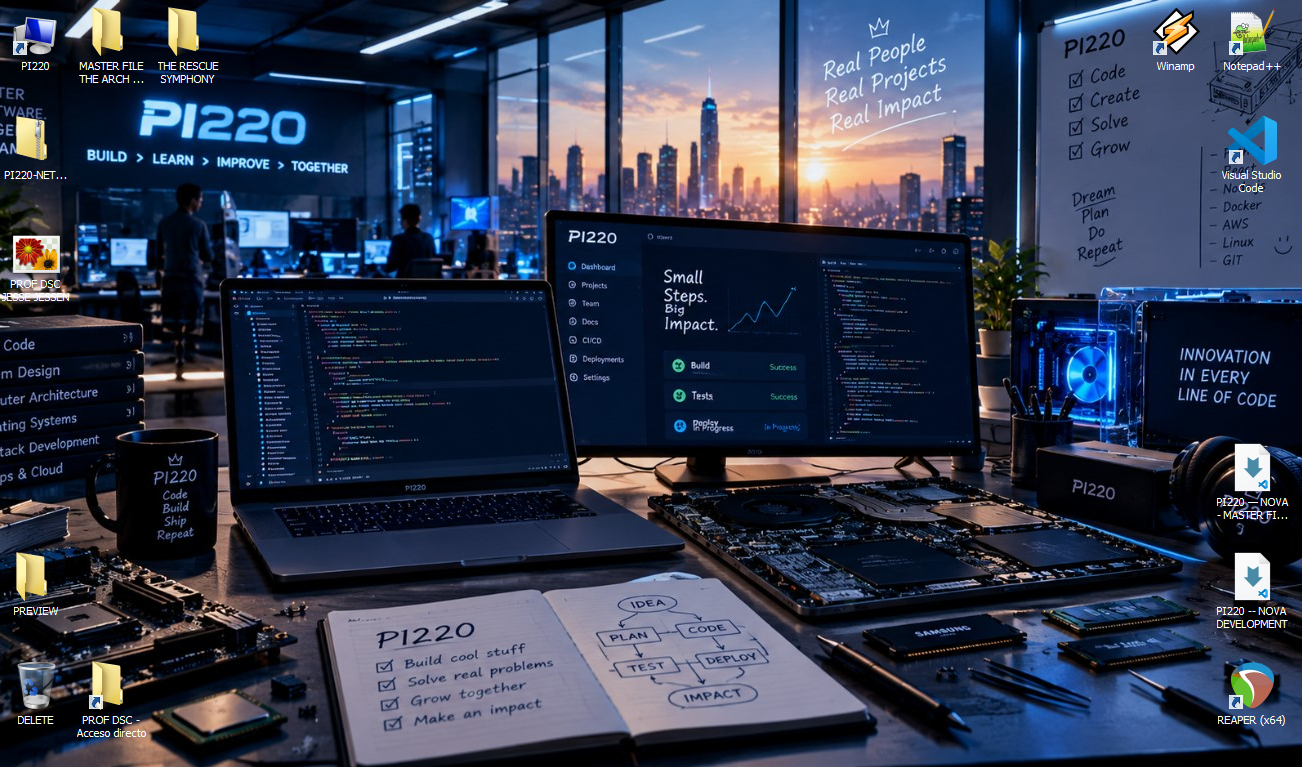 PI220
MASTER FILE
THE ARCH ...
THE RESCUE
SYMPHONY
PI220-NET...
PROF DSC
JESSE JESSEN
PREVIEW
DELETE
PROF DSC -
Acceso directo
Winamp
Notepad++
Visual Studio
Code
PI220 — NOVA
- MASTER FI...
PI220 -- NOVA
DEVELOPMENT
REAPER (x64)
PI220
BUILD > LEARN > IMPROVE > TOGETHER
Real People
Real Projects
Real Impact
PI220
Code
Create
Solve
Grow
Dream
Plan
Do
Repeat
- Docker
- AWS
- Linux
- GIT
PI220
Dashboard
Projects
Team
Docs
CI/CD
Deployments
Settings
Small
Steps.
Big
Impact.
Build Success
Tests Success
Deploy
In Progress
In Progress
INNOVATION
IN EVERY
LINE OF CODE
PI220
Code
Design
Architecture
Systems
Development
& Cloud
PI220
Code
Build
Ship
Repeat
PI220
PI220
Build cool stuff
Solve real problems
Grow together
Make an impact
IDEA
PLAN
CODE
TEST
DEPLOY
IMPACT
SAMSUNG